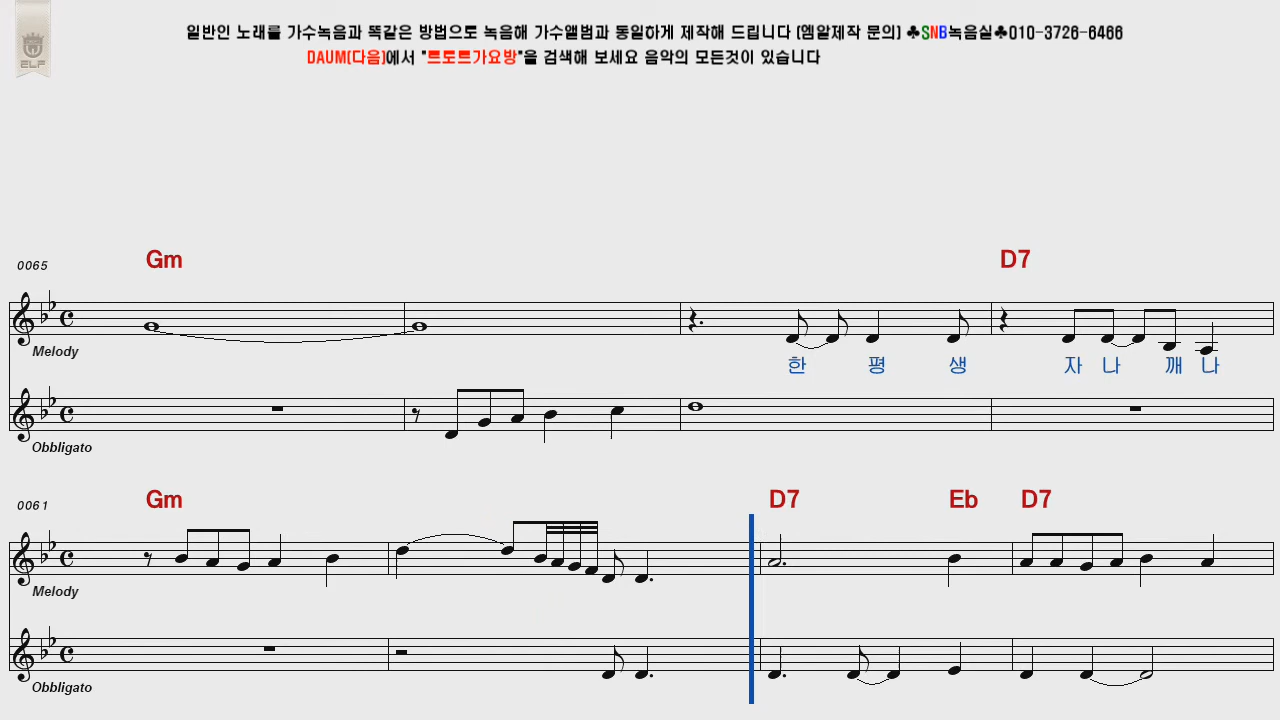 일반인 노래를 가수녹음과 똑같은 방법으로 녹음해 가수앨범과 동일하게 제작해 드립니다 (엠알제작 문의) ♣SNB녹음실♣010-3726-6466
DAUM(다음)에서 "트로트가요방"을 검색해 보세요 음악의 모든것이 있습니다
ELF
0065 Gm D7
Melody
한 평 생 자 나 깨 나
Obbligato
0061 Gm D7 Eb D7
Melody
Obbligato